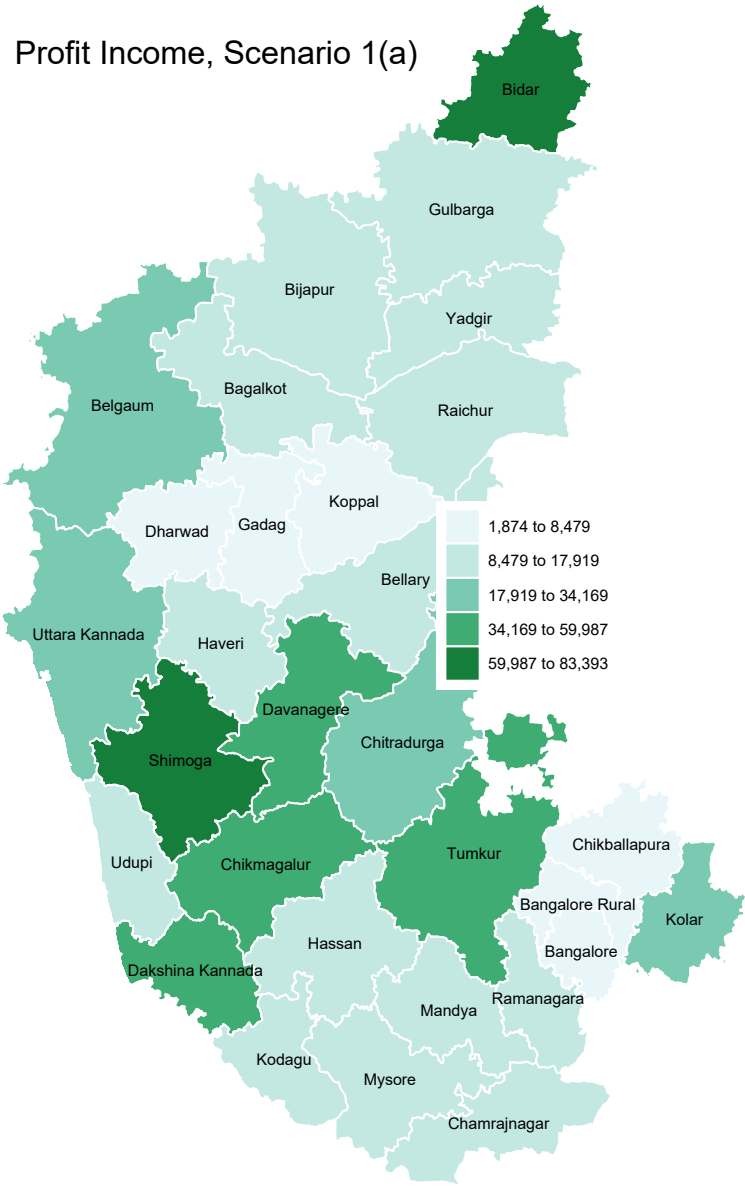 Profit Income, Scenario 1(a)
Bidar
Gulbarga
Bijapur
Yadgir
Bagalkot
Belgaum
Raichur
Koppal
Gadag
Dharwad
1,874 to 8,479
8,479 to 17,919
17,919 to 34,169
34,169 to 59,987
59,987 to 83,393
Bellary
Uttara Kannada
Haveri
Davanagere
Chitradurga
Shimoga
Chikballapura
Tumkur
Udupi
Chikmagalur
Bangalore Rural
Kolar
Hassan
Bangalore
Dakshina Kannada
Ramanagara
Mandya
Kodagu
Mysore
Chamrajnagar